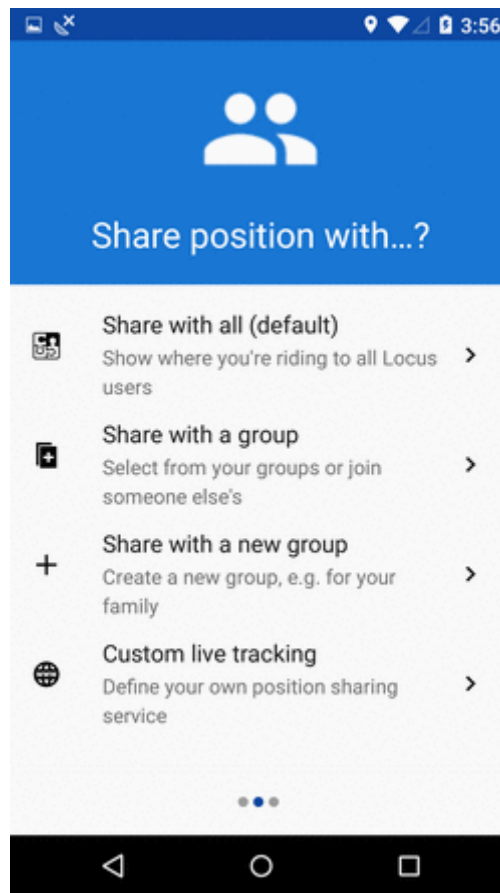 3:56
Share position with...?
Share with all (default)
Show where you're riding to all Locus
users
Share with a group
Select from your groups or join
someone else's
Share with a new group
Create a new group, e.g. for your
family
Custom live tracking
Define your own position sharing
service